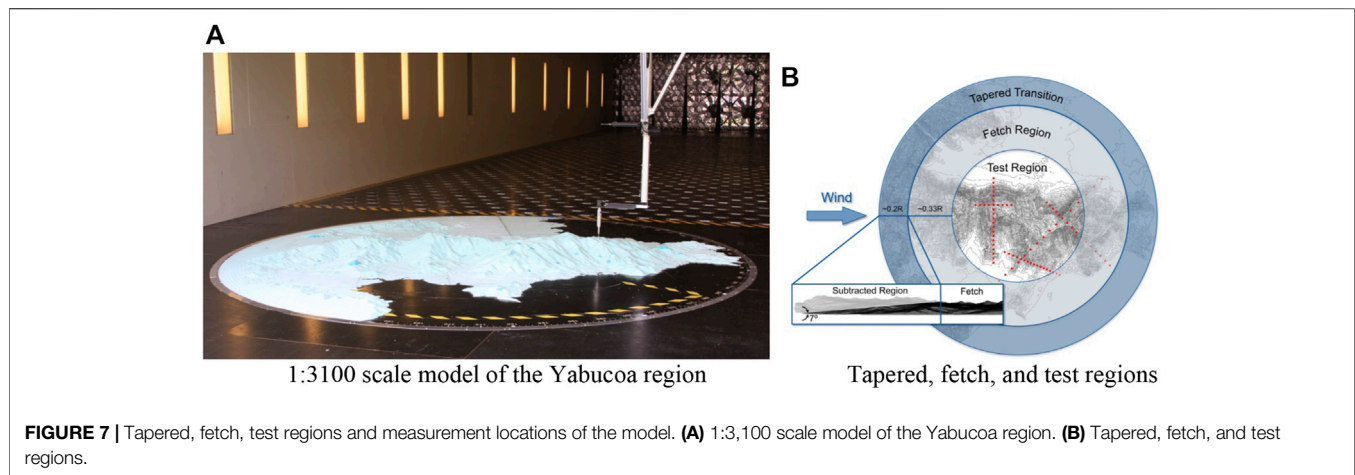 A
B
Tapered Transition
Fetch Region
Test Region
Wind
~0.2R
~0.33R
Subtracted Region
Fetch
7°
1:3100 scale model of the Yabucoa region
Tapered, fetch, and test regions
FIGURE 7 | Tapered, fetch, test regions and measurement locations of the model. (A) 1:3,100 scale model of the Yabucoa region. (B) Tapered, fetch, and test
regions.